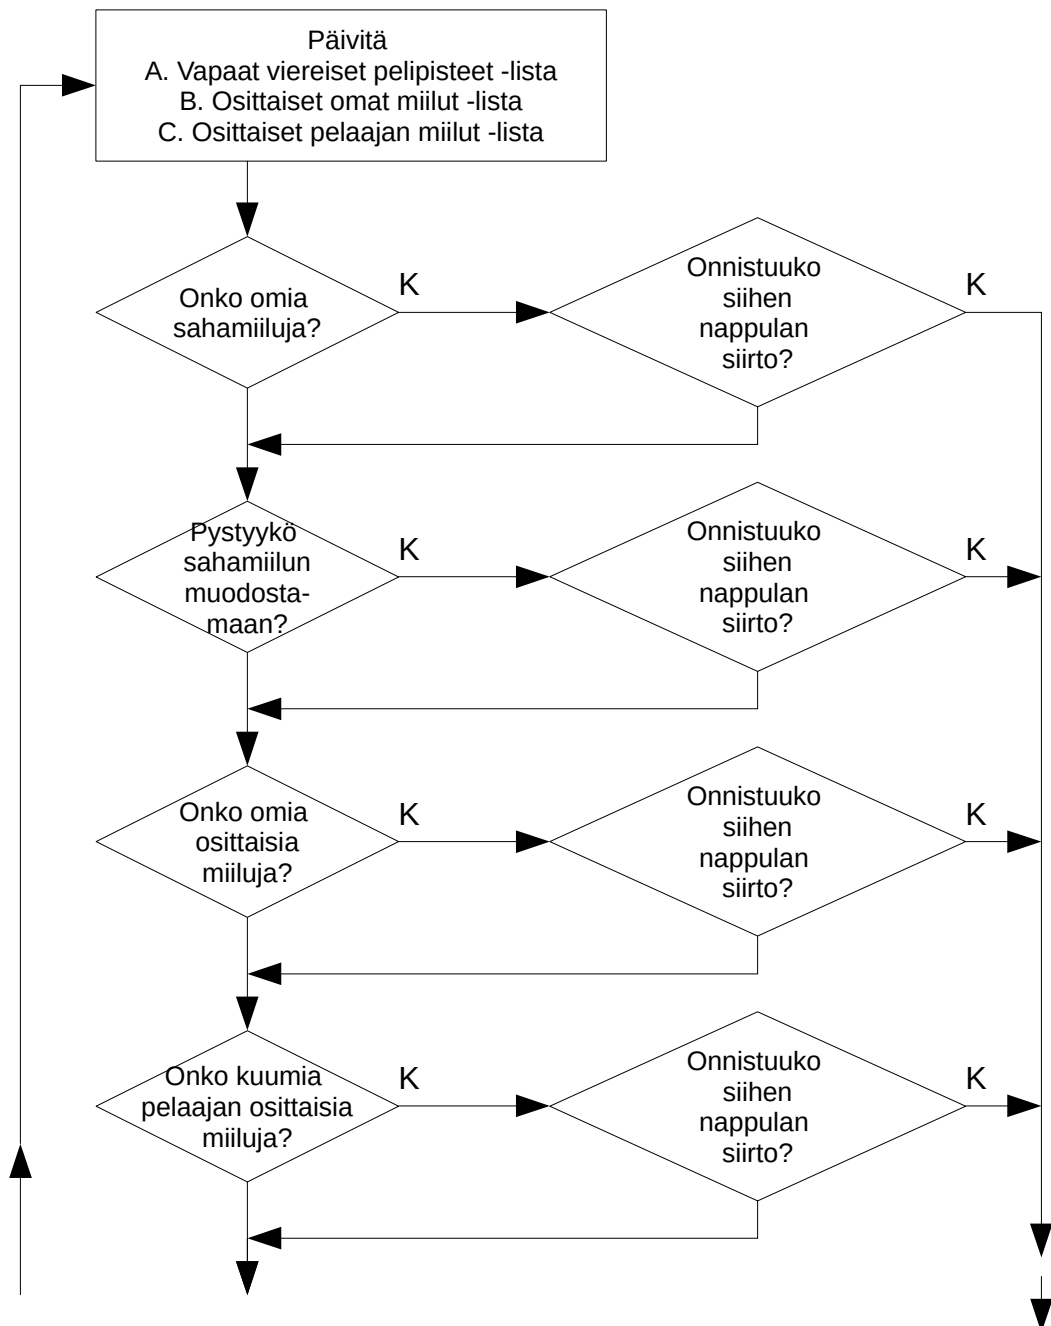 Päivitä
A. Vapaat viereiset pelipisteet -lista
B. Osittaiset omat miilut -lista
C. Osittaiset pelaajan miilut -lista
Onko omia
sahamiiluja?
K
Onnistuuko
siihen
nappulan
siirto?
K
Pystyykö
sahamiilun
muodosta-
maan?
K
Onnistuuko
siihen
nappulan
siirto?
K
Onko omia
osittaisia
miiluja?
K
Onnistuuko
siihen
nappulan
siirto?
K
Onko kuumia
pelaajan osittaisia
miiluja?
K
Onnistuuko
siihen
nappulan
siirto?
K